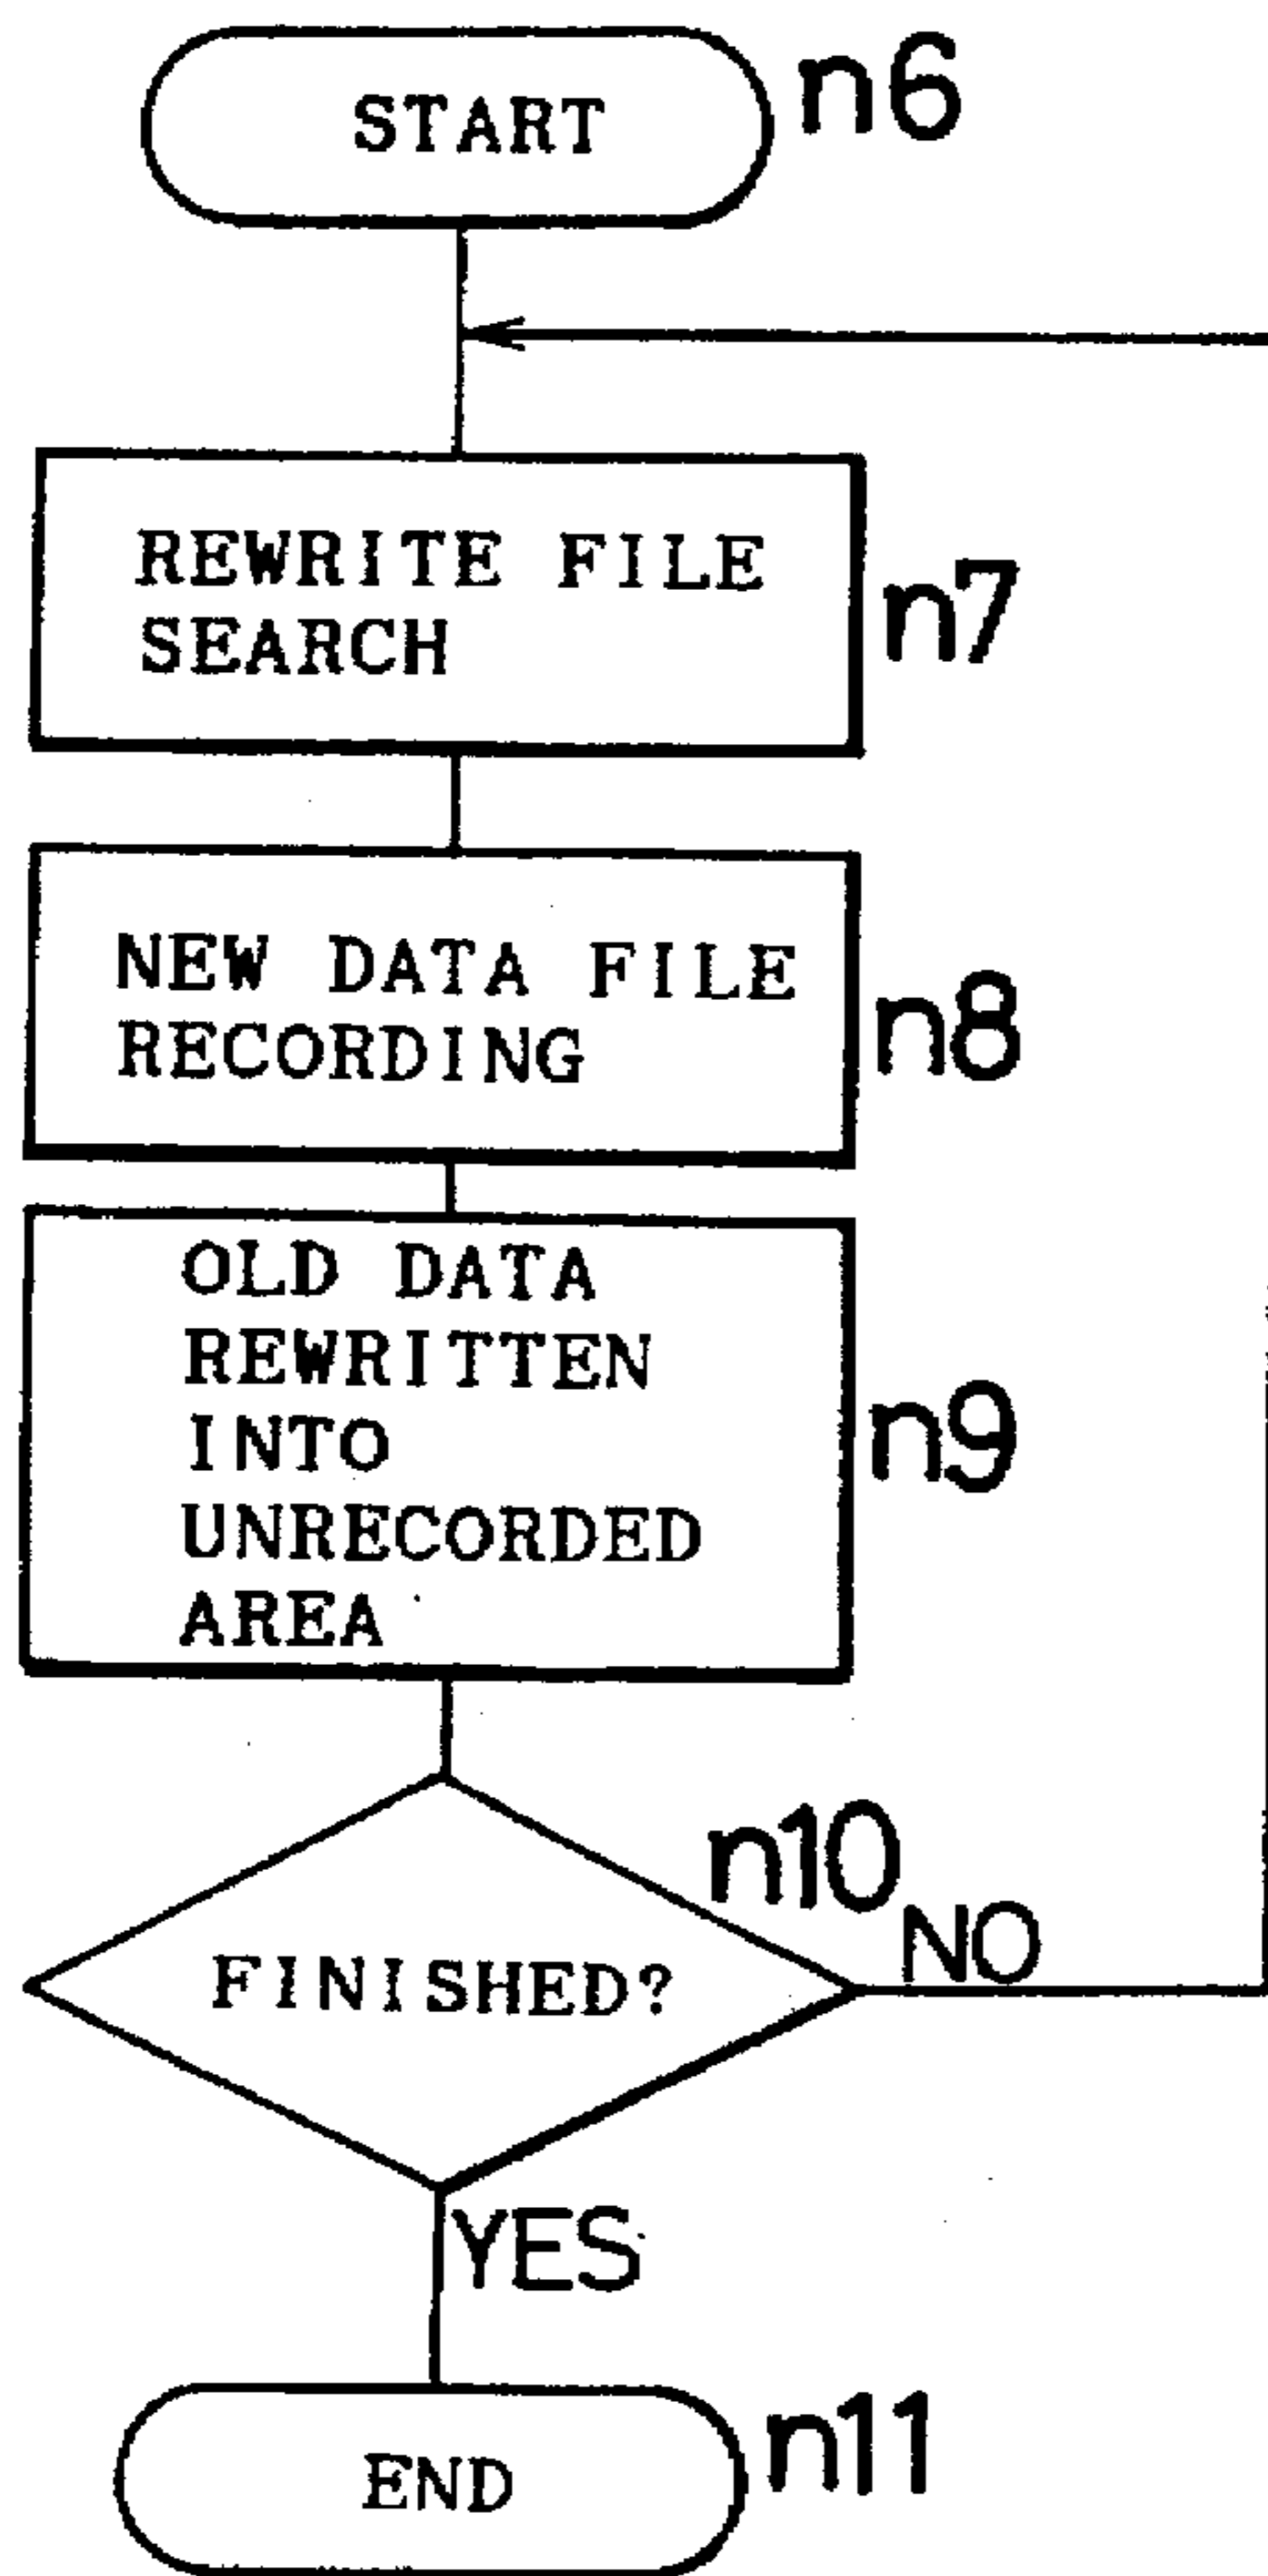 START
n6
REWRITE FILE
SEARCH
n7
NEW DATA FILE
RECORDING
n8
OLD DATA
REWRITTEN
INTO
UNRECORDED
AREA
n9
n10
NO
FINISHED?
YES
END
n11